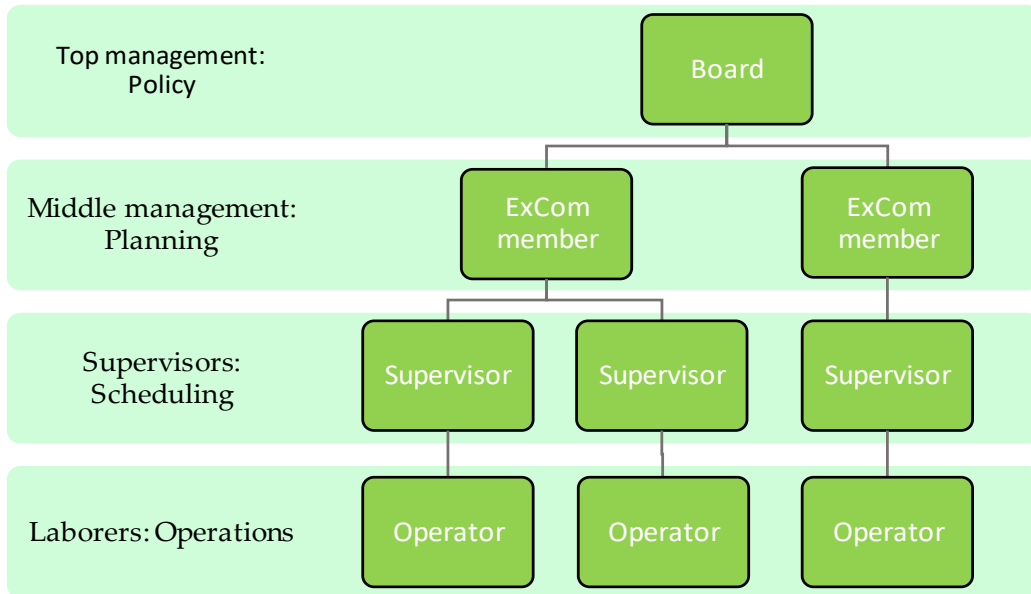 Top management:
Policy
Board
Middle management:
Planning
ExCom
member
ExCom
member
Supervisors:
Scheduling
Supervisor
Supervisor
Supervisor
Laborers: Operations
Operator
Operator
Operator